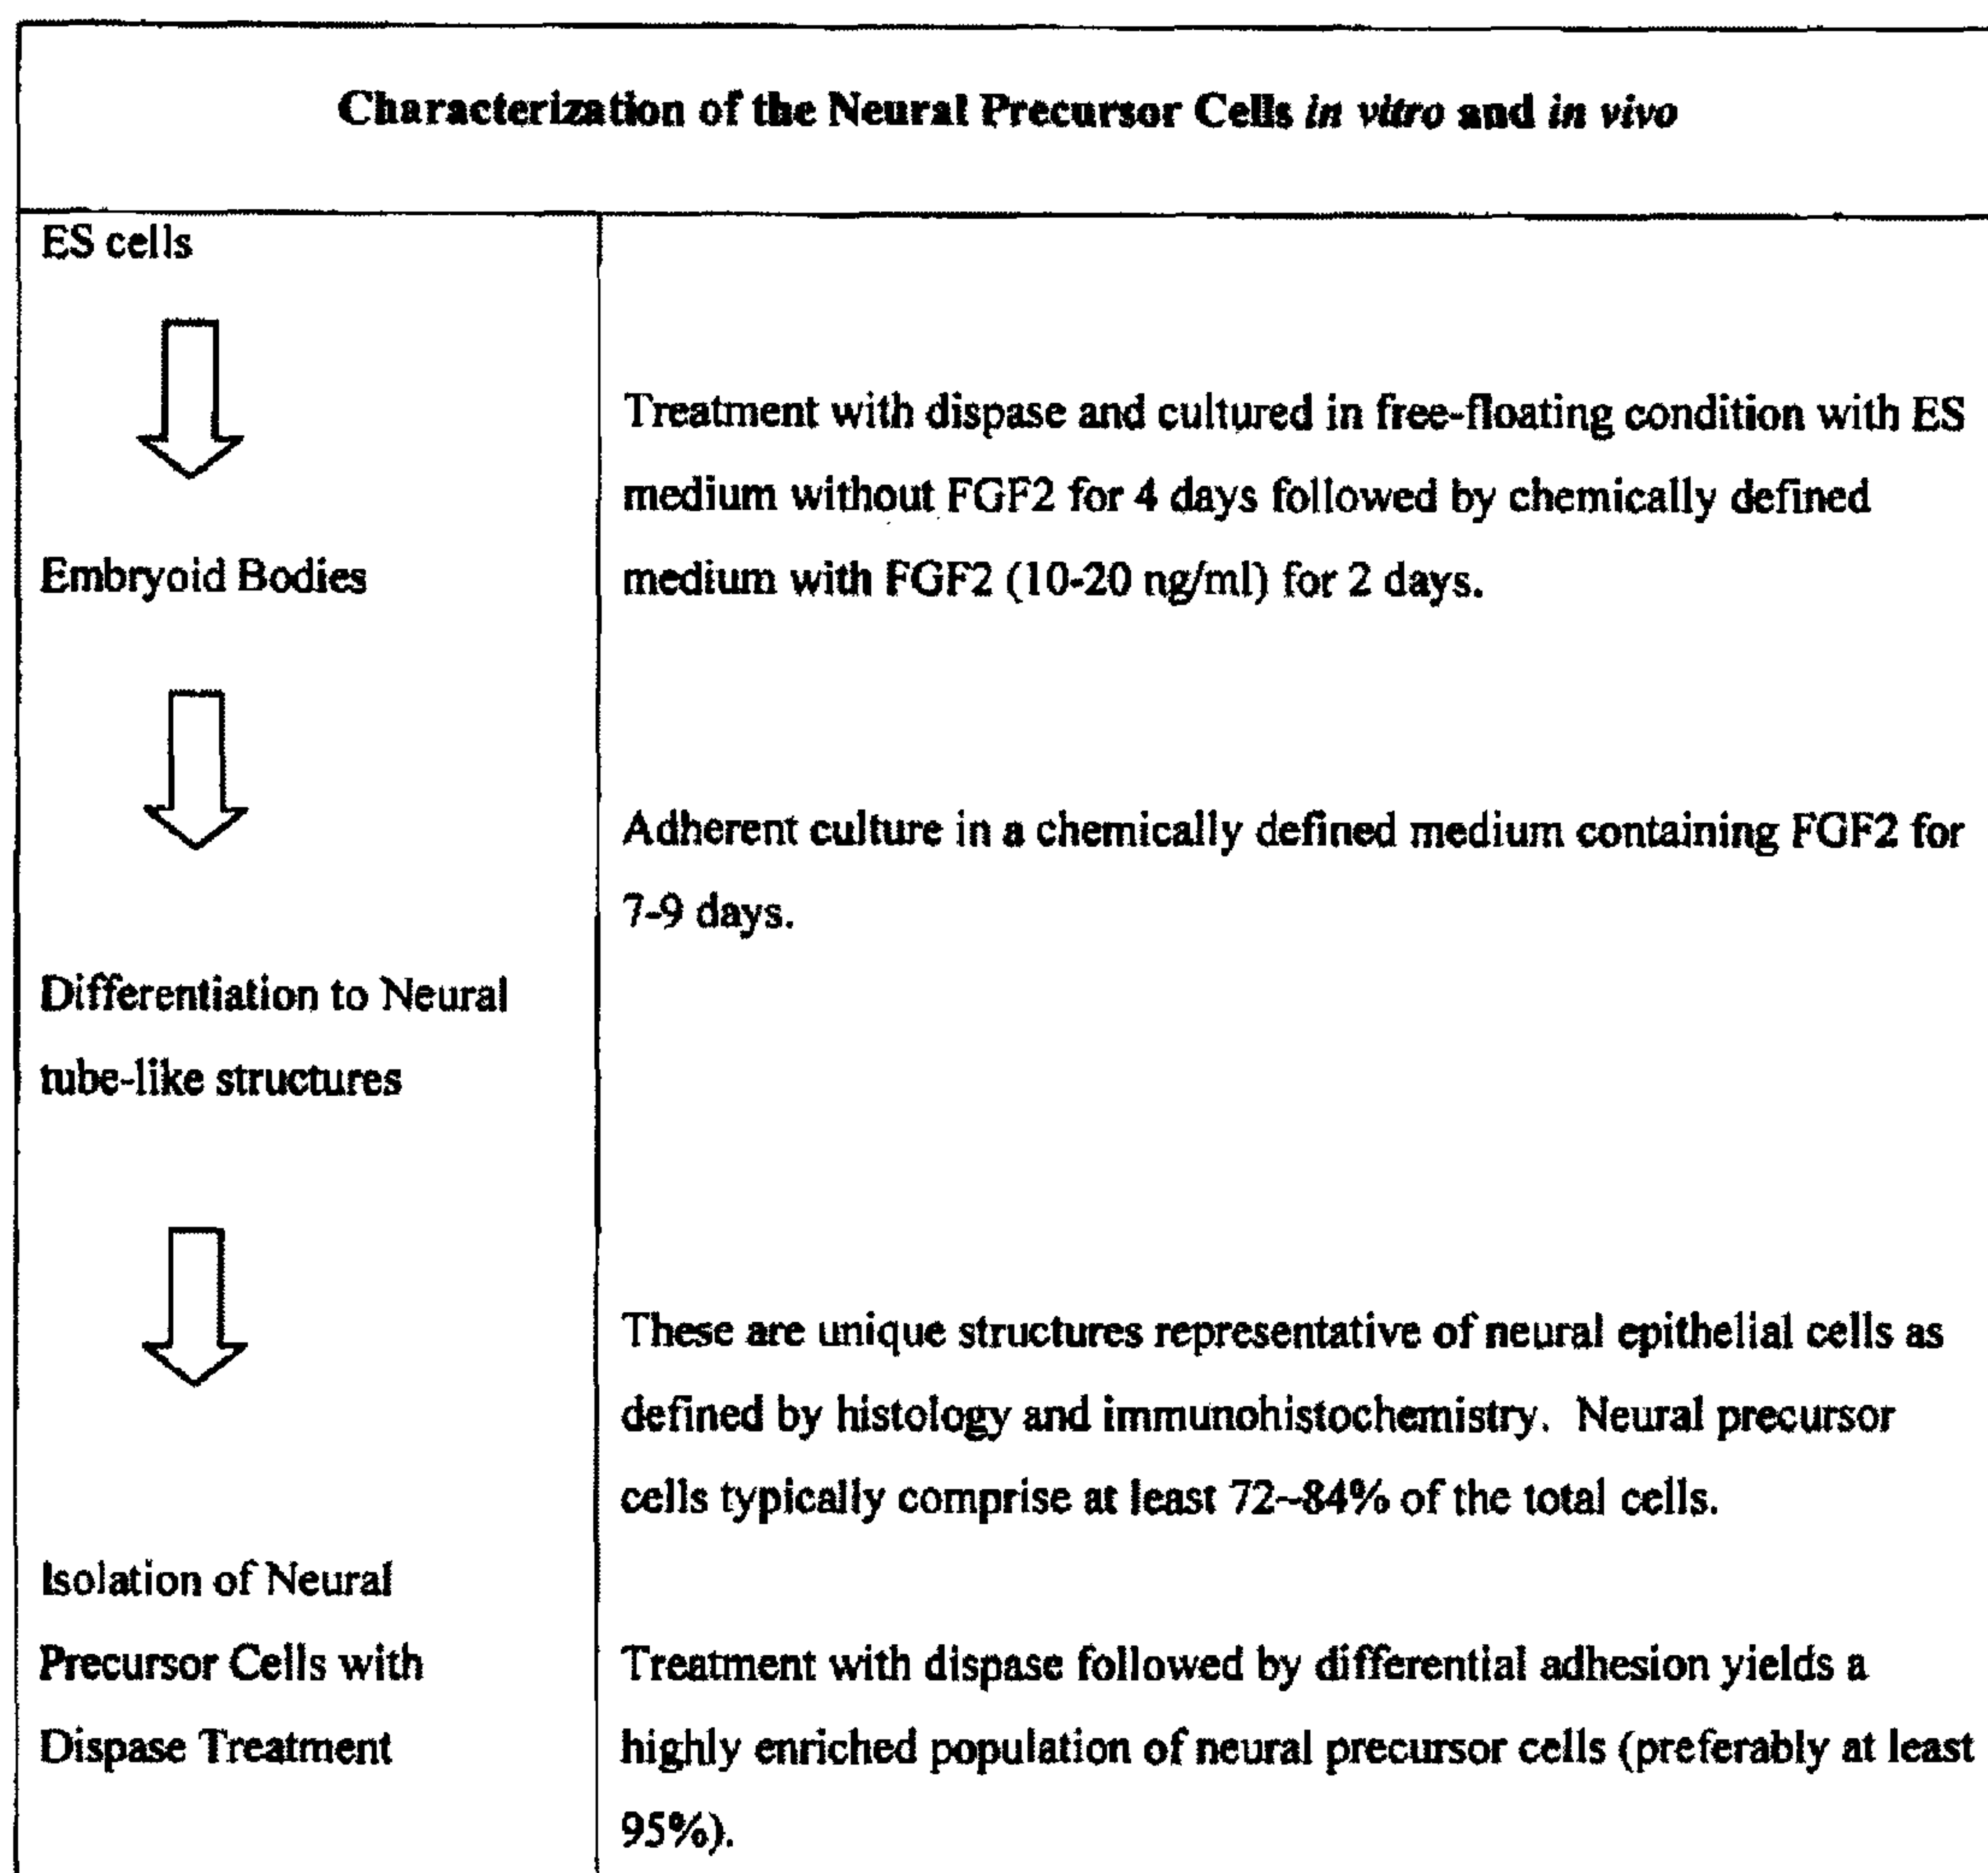 Characterization of the Neural Precursor Cells in vitro and in vivo
ES cells
Treatment with dispase and cultured in free-floating condition with ES
medium without FGF2 for 4 days followed by chemically defined
medium with FGF2 (10-20 ng/ml) for 2 days.
Embryoid Bodies
Adherent culture in a chemically defined medium containing FGF2 for
7-9 days.
Differentiation to Neural
tube-like structures
These are unique structures representative of neural epithelial cells as
defined by histology and immunohistochemistry. Neural precursor
cells typically comprise at least 72–84% of the total cells.
Isolation of Neural
Precursor Cells with
Dispase Treatment
Treatment with dispase followed by differential adhesion yields a
highly enriched population of neural precursor cells (preferably at least
95%).